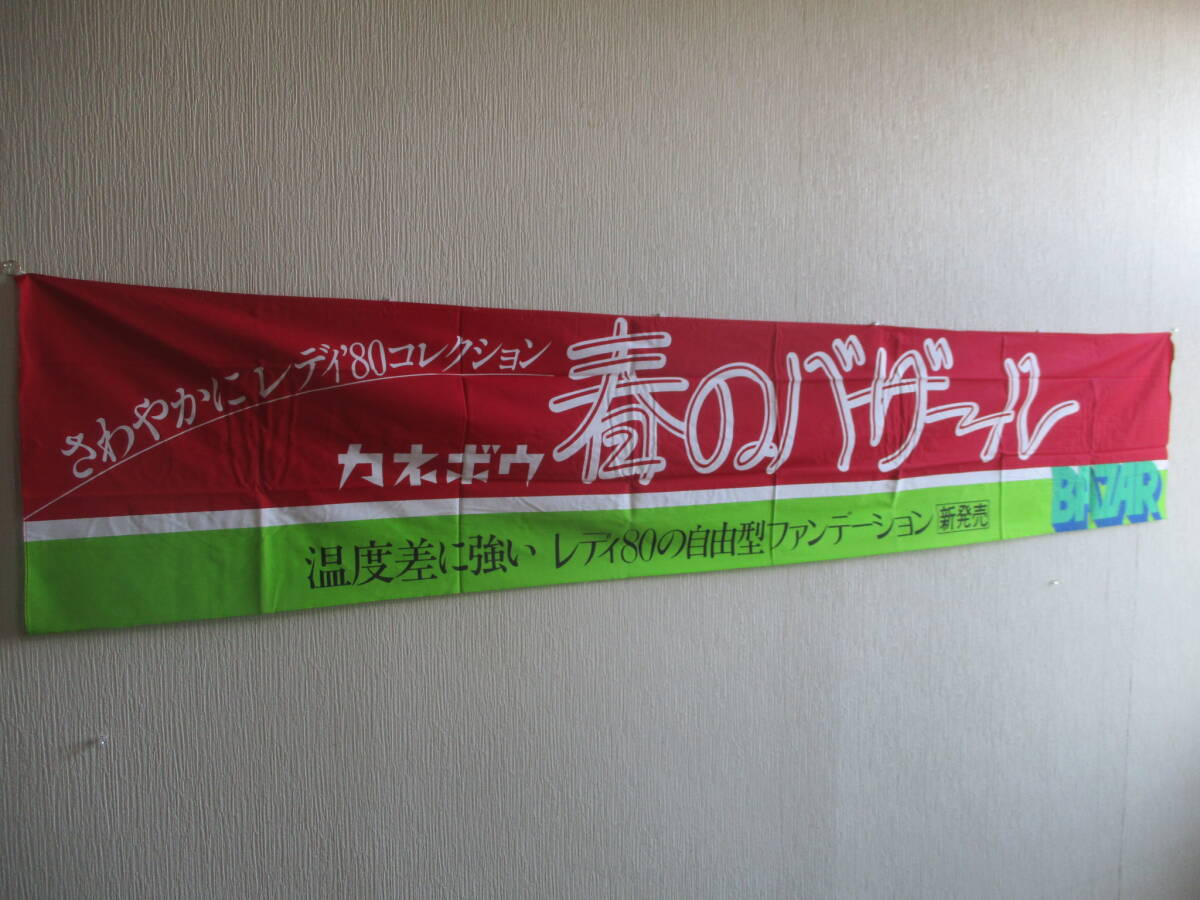 さわやかに レディ'80コレクション
カネボウ 春のバザール
温度差に強い レディ80の自由型ファンデーション 新発売
BAZAR